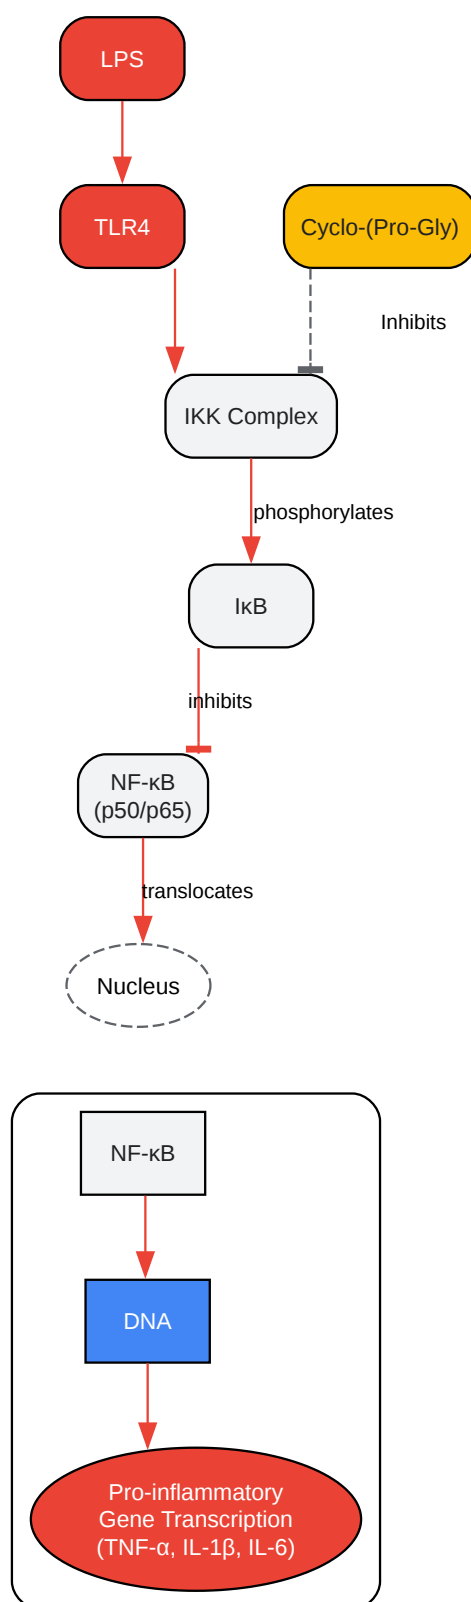 LPS
TLR4
Cyclo-(Pro-Gly)
Inhibits
IKK Complex
phosphorylates
IκB
inhibits
NF-κB
(p50/p65)
translocates
Nucleus
NF-κB
DNA
Pro-inflammatory
Gene Transcription
(TNF-α, IL-1β, IL-6)